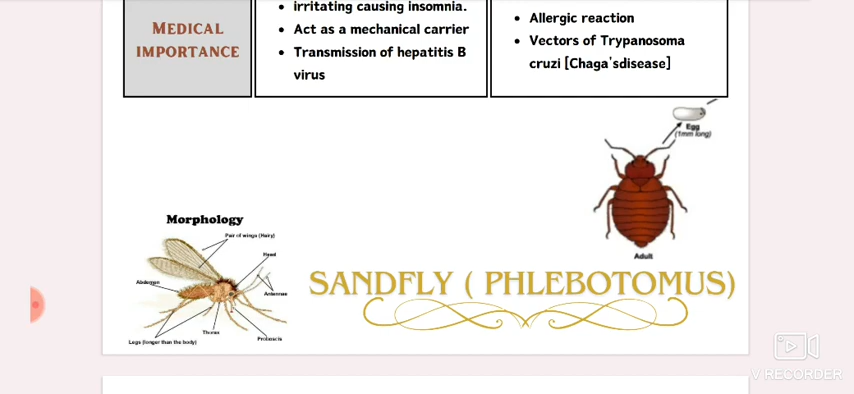 MEDICAL
IMPORTANCE
irritating causing insomnia.
• Act as a mechanical carrier
• Transmission of hepatitis B
virus
• Allergic reaction
• Vectors of Trypanosoma
cruzi [Chaga'sdisease]
Egg
(1mm long)
Adult
Morphology
Pair of wings (Hairy)
Head
Abdomen
Antennae
Thorax
Proboscis
Legs (longer than the body)
SANDFLY ( PHLEBOTOMUS)
V RECORDER